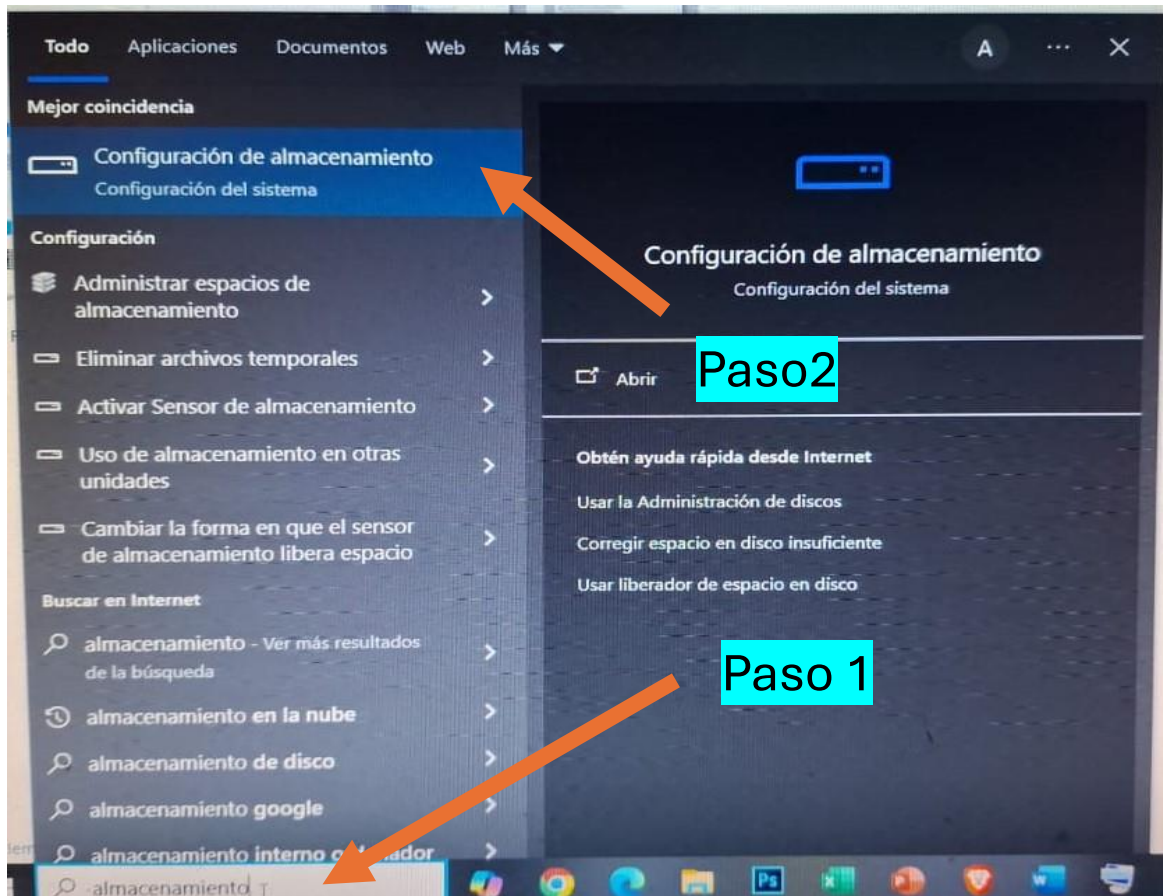 Todo Aplicaciones Documentos Web Más A ... 
Mejor coincidencia
Configuración de almacenamiento
Configuración del sistema
Configuración
Administrar espacios de
almacenamiento
Eliminar archivos temporales
Activar Sensor de almacenamiento
Uso de almacenamiento en otras
unidades
Cambiar la forma en que el sensor
de almacenamiento libera espacio
Buscar en Internet
almacenamiento - Ver más resultados
de la búsqueda
almacenamiento en la nube
almacenamiento de disco
almacenamiento google
almacenamiento interno
almacenamiento
Configuración de almacenamiento
Configuración del sistema
Abrir
Paso2
Obtén ayuda rápida desde Internet
Usar la Administración de discos
Corregir espacio en disco insuficiente
Usar liberador de espacio en disco
Paso 1
Ps